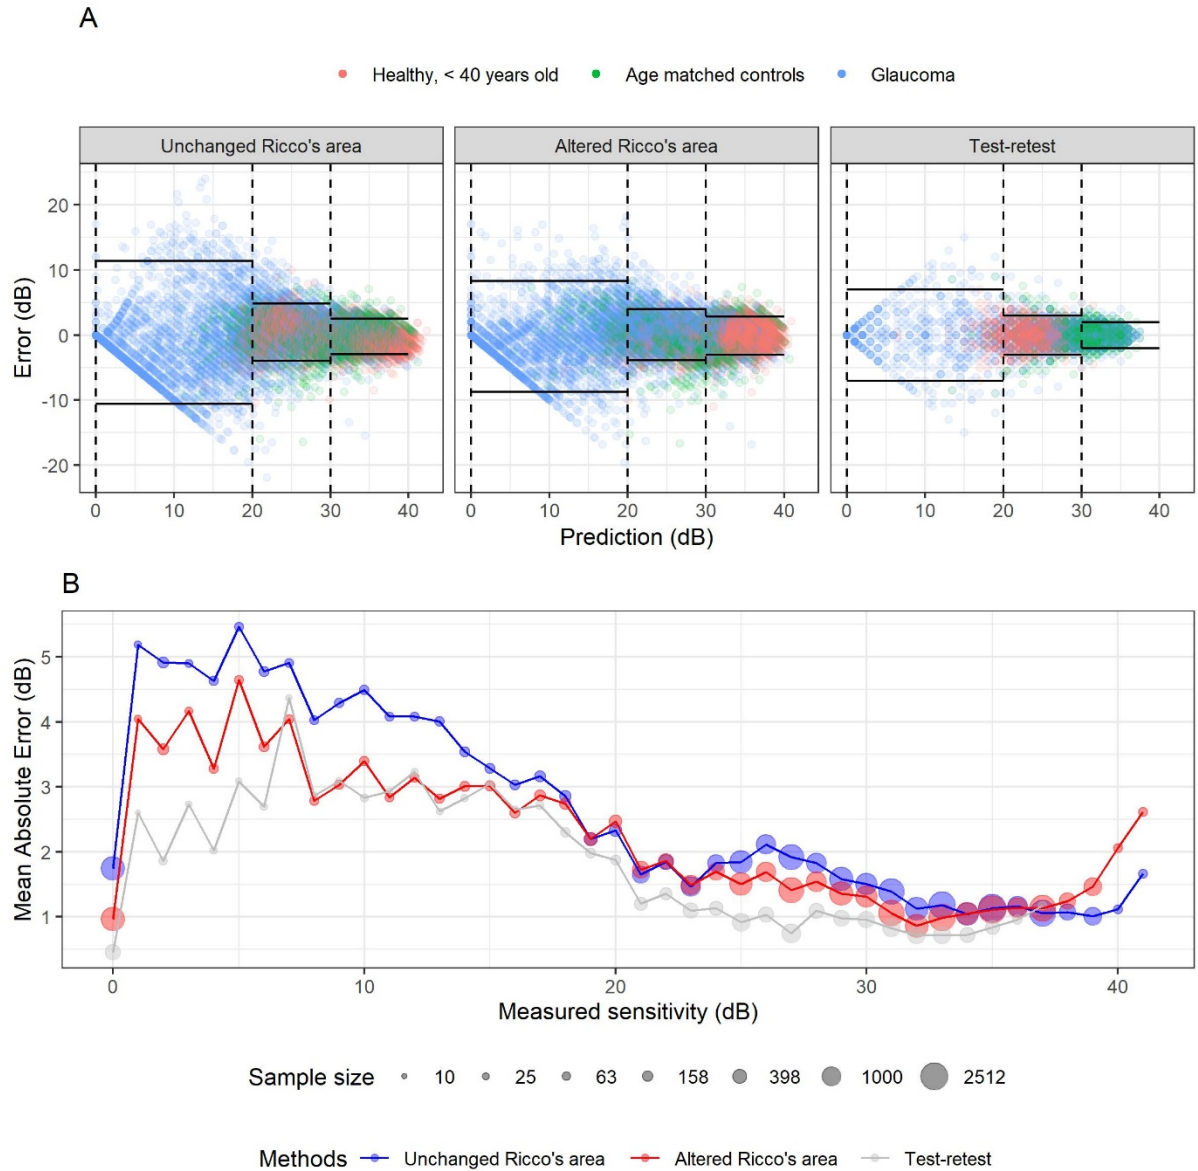 A
Healthy, < 40 years old Age matched controls Glaucoma
Unchanged Ricco's area Altered Ricco's area Test-retest
20
10
0
-10
-20
Error (dB)
0 10 20 30 40 0 10 20 30 40 0 10 20 30 40
Prediction (dB)
B
5
4
3
2
1
Mean Absolute Error (dB)
0 10 20 30 40
Measured sensitivity (dB)
Sample size 10 25 63 158 398 1000 2512
Methods Unchanged Ricco's area Altered Ricco's area Test-retest